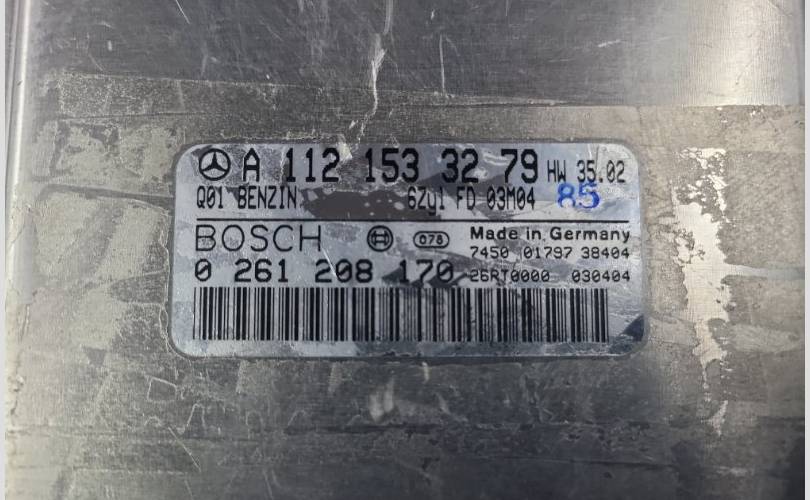 A 112 153 32 79 HW 35.02
Q01 BENZIN 6Zyl FD 03M04 85
BOSCH 078 Made in Germany
7450 01797 38404
0 261 208 170 26RT0000 030404